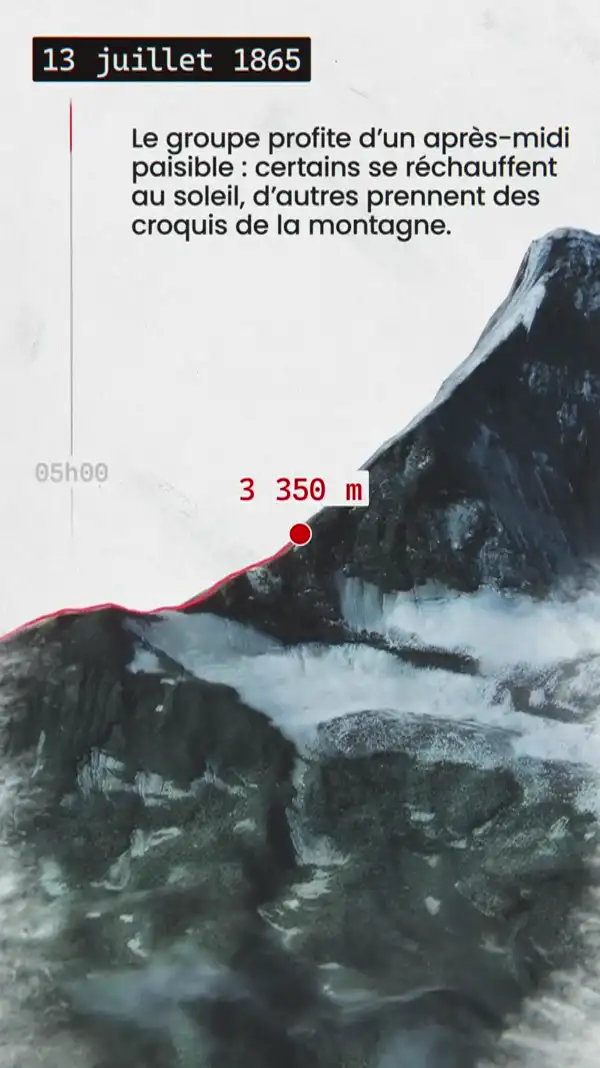 13 juillet 1865
Le groupe profite d’un après-midi
paisible : certains se réchauffent
au soleil, d’autres prennent des
croquis de la montagne.
05h00
3 350 m